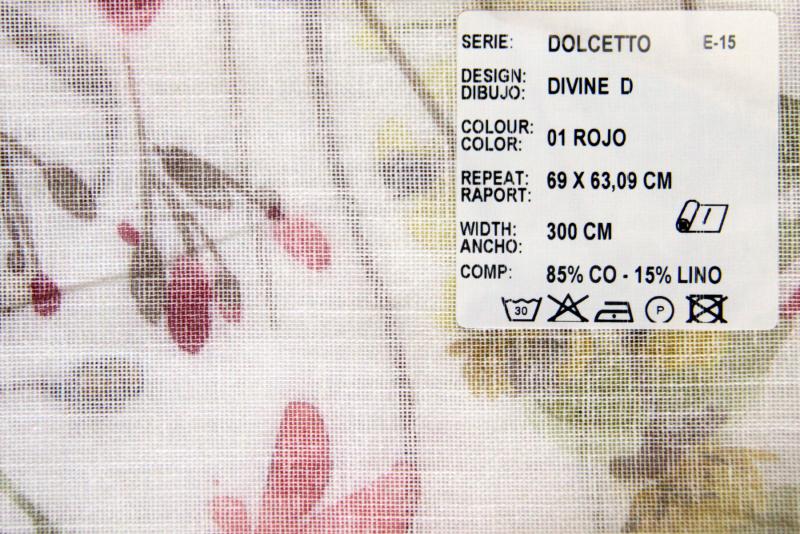 SERIE: DOLCETTO E-15
DESIGN:
DIBUJO: DIVINE D
COLOUR:
COLOR: 01 ROJO
REPEAT: 69 X 63,09 CM
RAPORT:
WIDTH: 300 CM
ANCHO:
COMP: 85% CO - 15% LINO
30 P